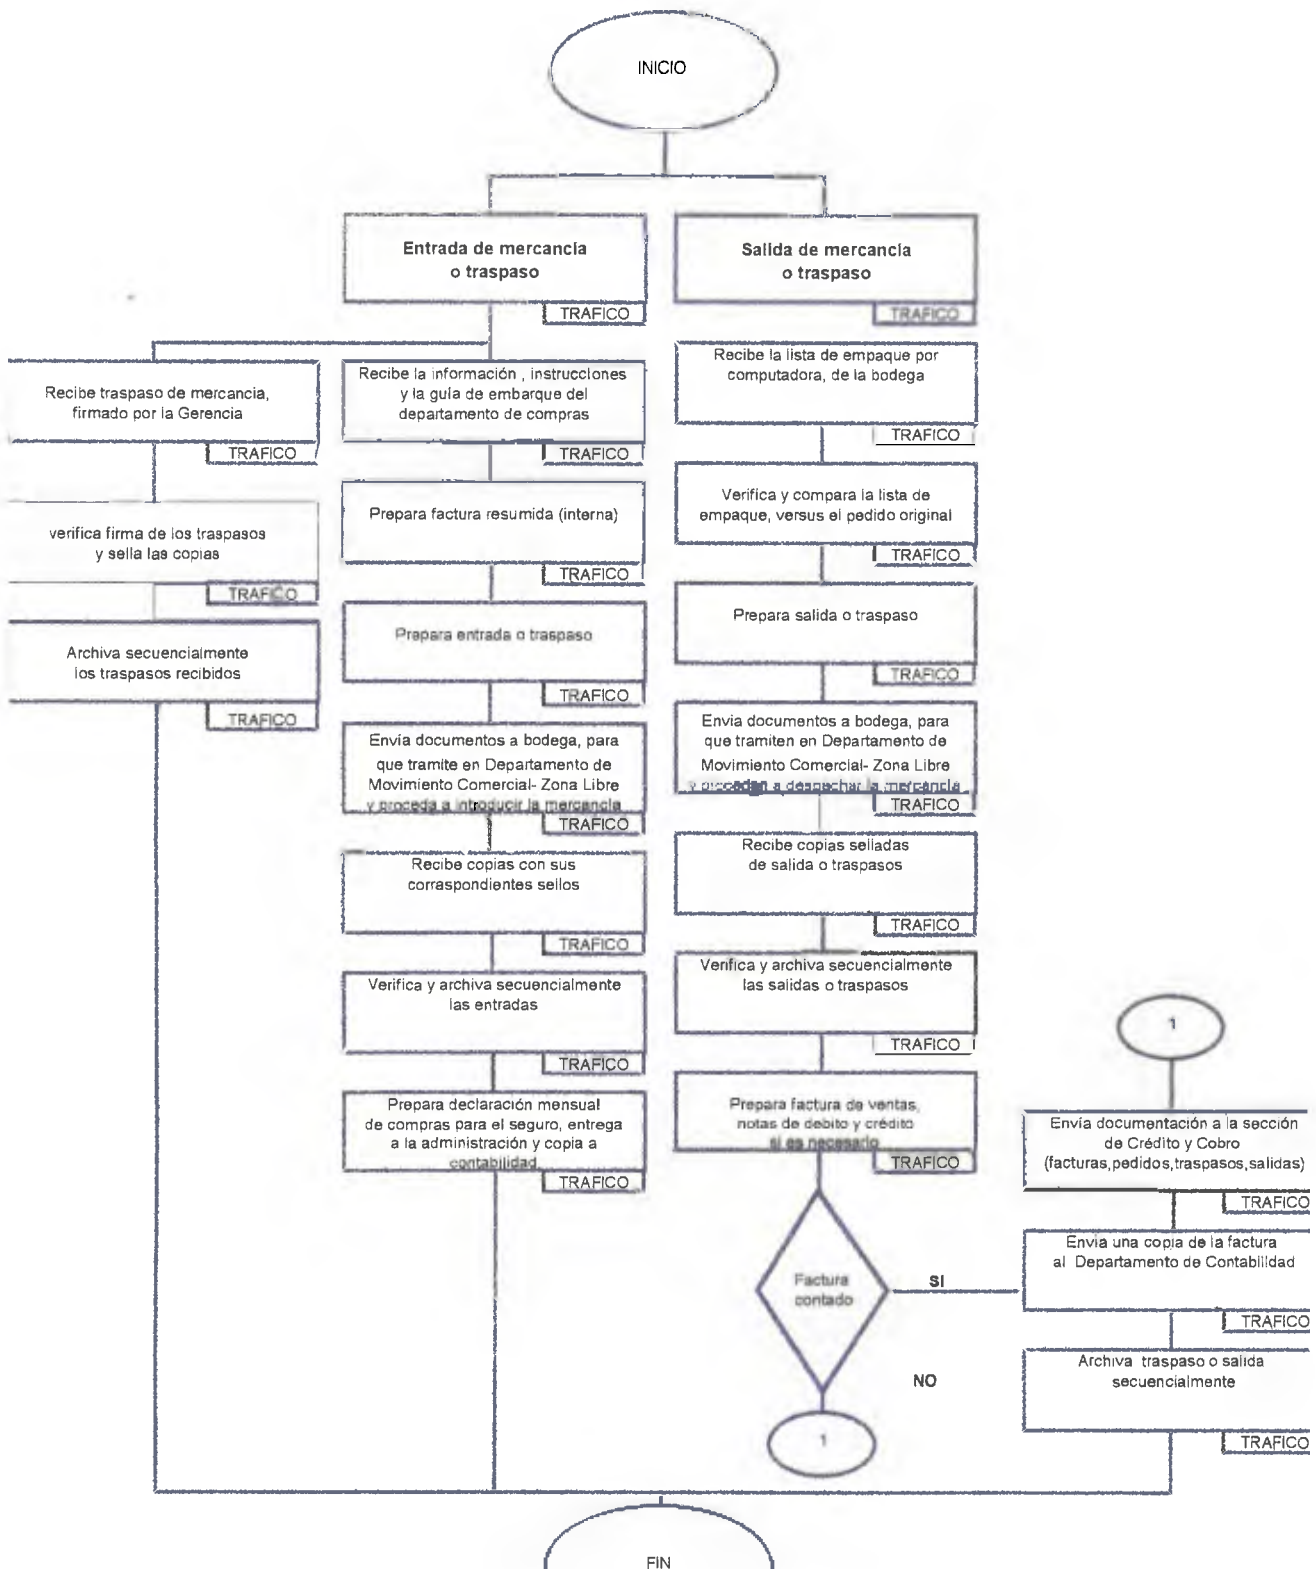 INICIO
Entrada de mercancía
o traspaso
TRAFICO
Salida de mercancía
o traspaso
TRAFICO
Recibe traspaso de mercancia,
firmado por la Gerencia
TRAFICO
verifica firma de los traspasos
y sella las copias
TRAFICO
Archiva secuencialmente
los traspasos recibidos
TRAFICO
Recibe la información , instrucciones
y la guía de embarque del
departamento de compras
TRAFICO
Prepara factura resumida (interna)
TRAFICO
Prepara entrada o traspaso
TRAFICO
Envía documentos a bodega, para
que tramite en Departamento de
Movimiento Comercial- Zona Libre
y proceda a introducir la mercancía
TRAFICO
Recibe copias con sus
corraspondientes sellos
TRAFICO
Verifica y archiva secuencialmente
las entradas
TRAFICO
Prepara declaración mensual
de compras para el seguro, entrega
a la administración y copia a
contabilidad.
TRAFICO
Recibe la lista de empaque por
computadora, de la bodega
TRAFICO
Verifica y compara la lista de
empaque, versus el pedido original
TRAFICO
Prepara salida o traspaso
TRAFICO
Envia documentos a bodega, para
que tramiten en Departamento de
Movimiento Comercial- Zona Libre
y procedan a despachar la mercancía
TRAFICO
Recibe copias selladas
de salida o traspasos
TRAFICO
Verifica y archiva secuencialmente
las salidas o traspasos
TRAFICO
Prepara factura de ventas,
notas de debito y crédito
si es necesario
TRAFICO
Factura
contado
SI
NO
1
1
Envía documentación a la sección
de Crédito y Cobro
(facturas,pedidos,traspasos,salidas)
TRAFICO
Envía una copia de la factura
al Departamento de Contabilidad
TRAFICO
Archiva traspaso o salida
secuencialmente
TRAFICO
FIN